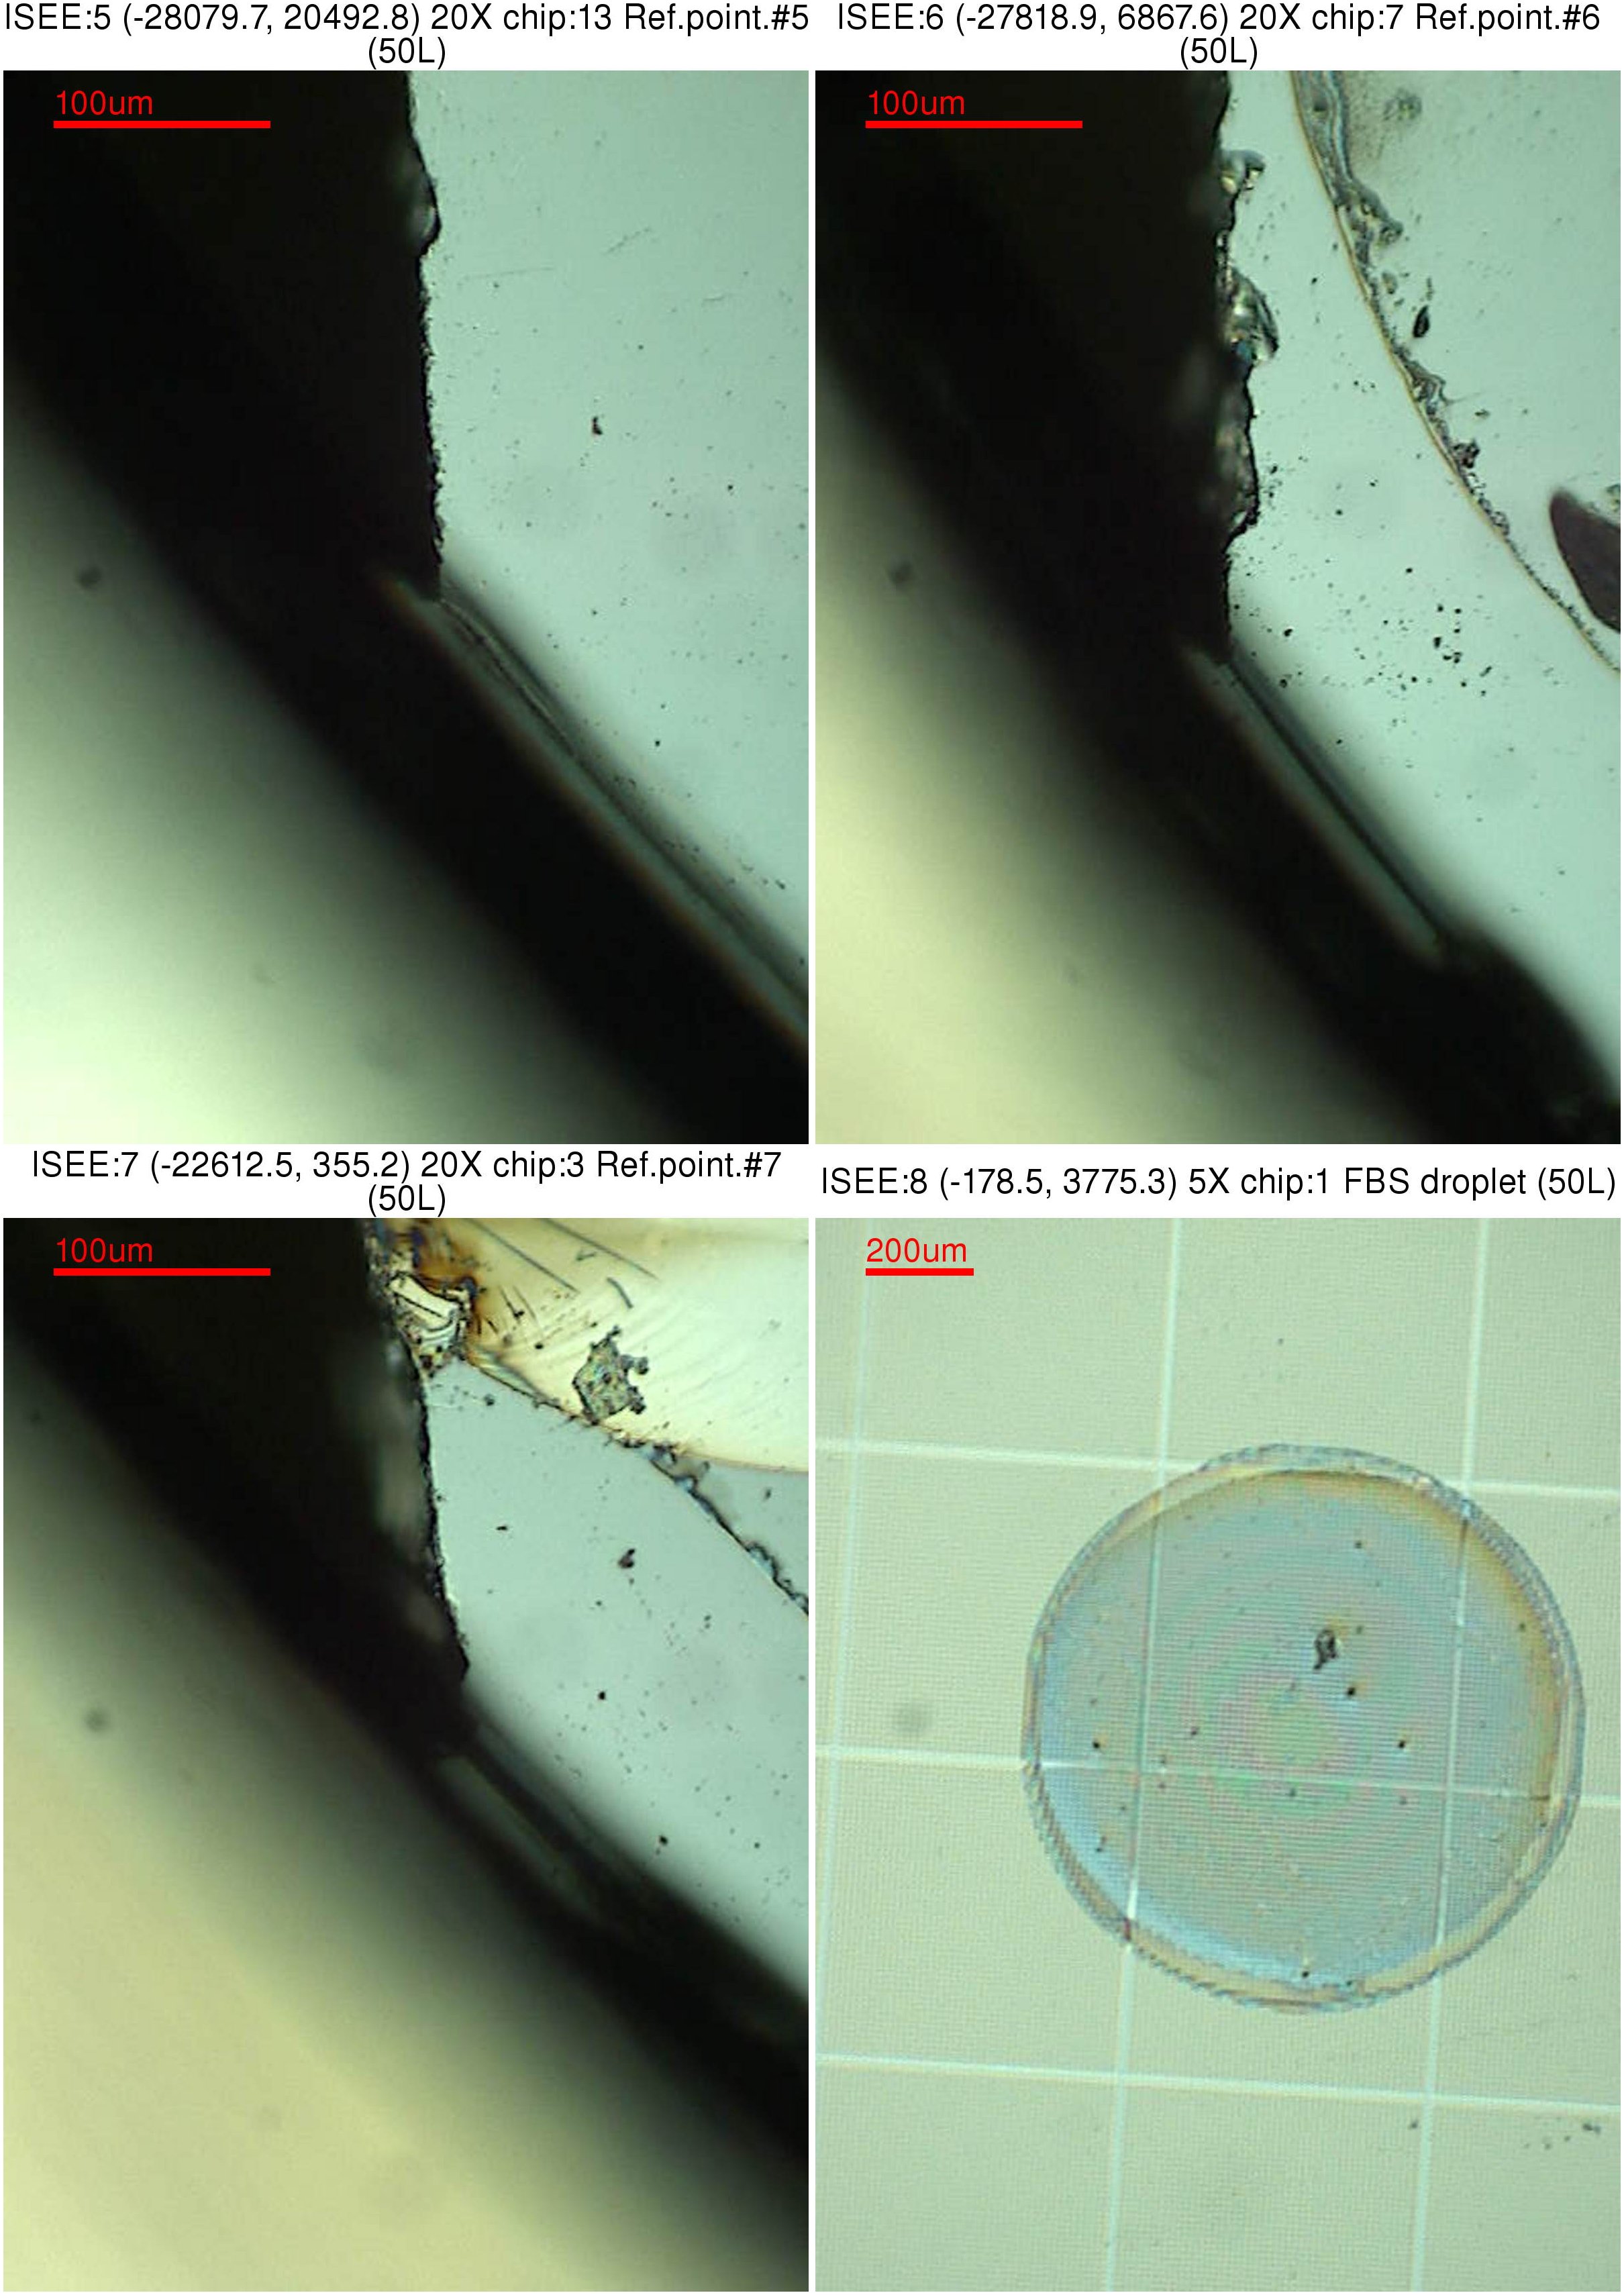 ISEE:5 (-28079.7, 20492.8) 20X chip:13 Ref.point.#5
(50L)
100um
ISEE:6 (-27818.9, 6867.6) 20X chip:7 Ref.point.#6
(50L)
100um
ISEE:7 (-22612.5, 355.2) 20X chip:3 Ref.point.#7
(50L)
100um
ISEE:8 (-178.5, 3775.3) 5X chip:1 FBS droplet (50L)
200um